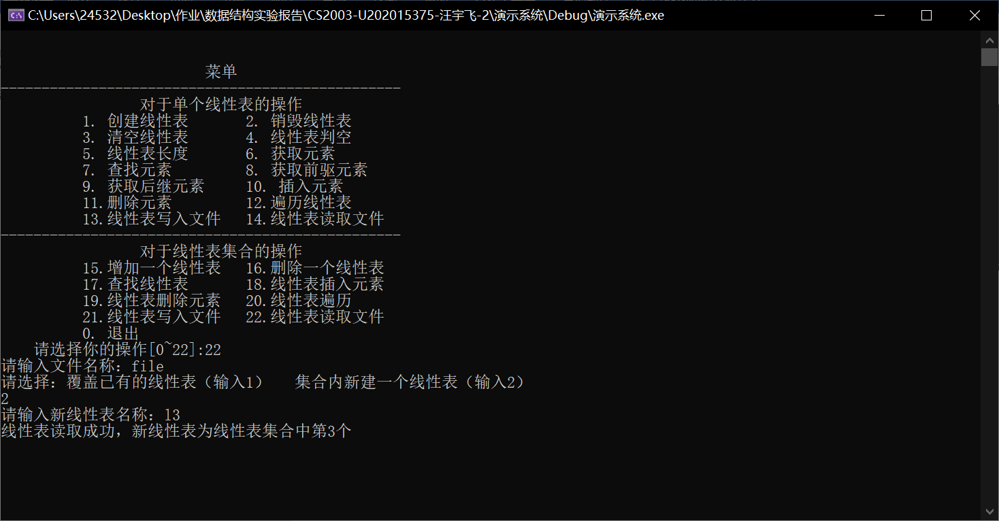 C:\Users\24532\Desktop\作业\数据结构实验报告\CS2003-U202015375-汪宇飞-2\演示系统\Debug\演示系统.exe
菜单
-------------------------------------------------
对于单个线性表的操作
1. 创建线性表 2. 销毁线性表
3. 清空线性表 4. 线性表判空
5. 线性表长度 6. 获取元素
7. 查找元素 8. 获取前驱元素
9. 获取后继元素 10. 插入元素
11.删除元素 12.遍历线性表
13.线性表写入文件 14.线性表读取文件
-------------------------------------------------
对于线性表集合的操作
15.增加一个线性表 16.删除一个线性表
17.查找线性表 18.线性表插入元素
19.线性表删除元素 20.线性表遍历
21.线性表写入文件 22.线性表读取文件
0. 退出
请选择你的操作[0~22]:22
请输入文件名称：file
请选择：覆盖已有的线性表（输入1） 集合内新建一个线性表（输入2）
2
请输入新线性表名称：l3
线性表读取成功，新线性表为线性表集合中第3个